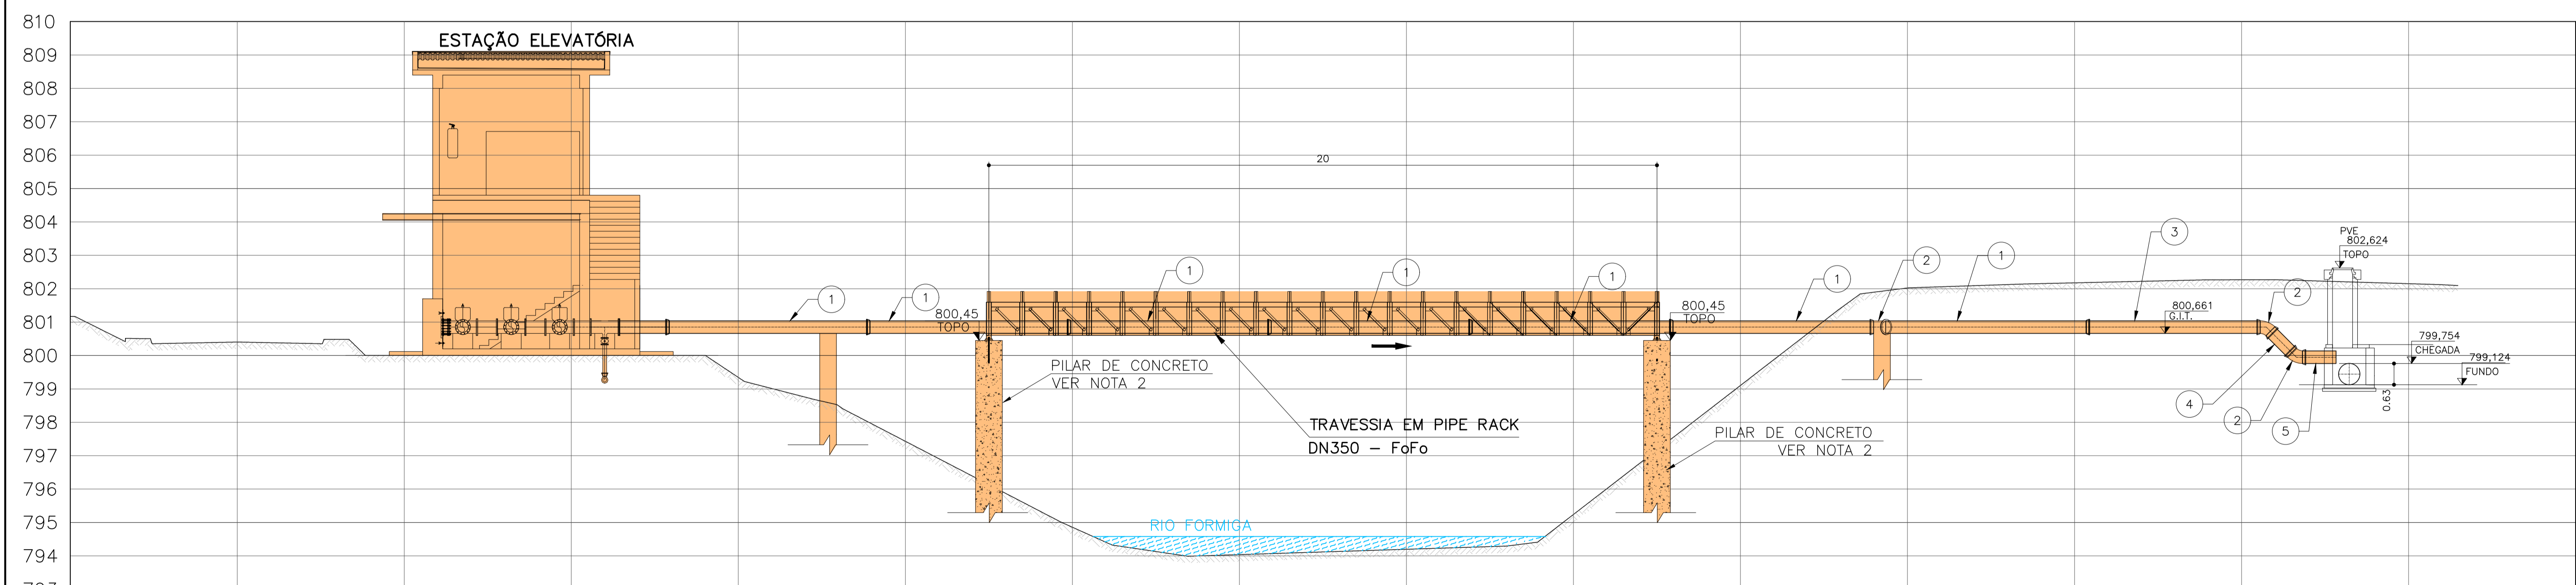 810
809
808
807
806
805
804
803
802
801
800
799
798
797
796
795
794
ESTAÇÃO ELEVATÓRIA
20
1
1
800,45
TOPO
1
1
1
800,45
TOPO
1
2
1
3
PVE
802,624
TOPO
2
800,661
G.I.T.
799,754
CHEGADA
799,124
FUNDO
0.63
4
2
5
PILAR DE CONCRETO
VER NOTA 2
TRAVESSIA EM PIPE RACK
DN350 – FoFo
PILAR DE CONCRETO
VER NOTA 2
RIO FORMIGA